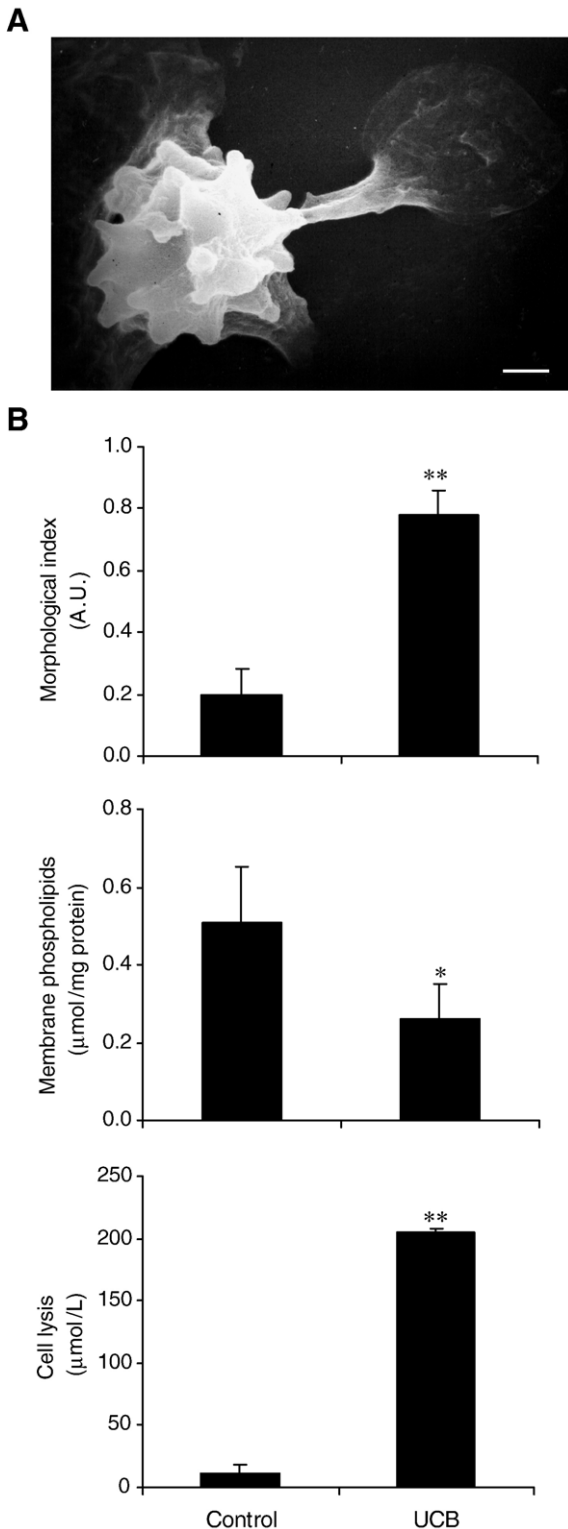 A
B
Morphological index
(A.U.)
1.0
0.8
0.6
0.4
0.2
0.0
**
Membrane phospholipids
(µmol/mg protein)
0.8
0.6
0.4
0.2
0.0
*
Cell lysis
(µmol/L)
250
200
150
100
50
0
**
Control
UCB